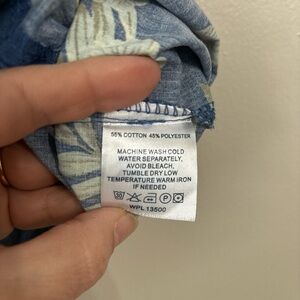 55% COTTON 45% POLYESTER
MACHINE WASH COLD
WATER SEPARATELY,
AVOID BLEACH,
TUMBLE DRY LOW
TEMPERATURE WARM IRON
IF NEEDED
30
P
WPL 13500